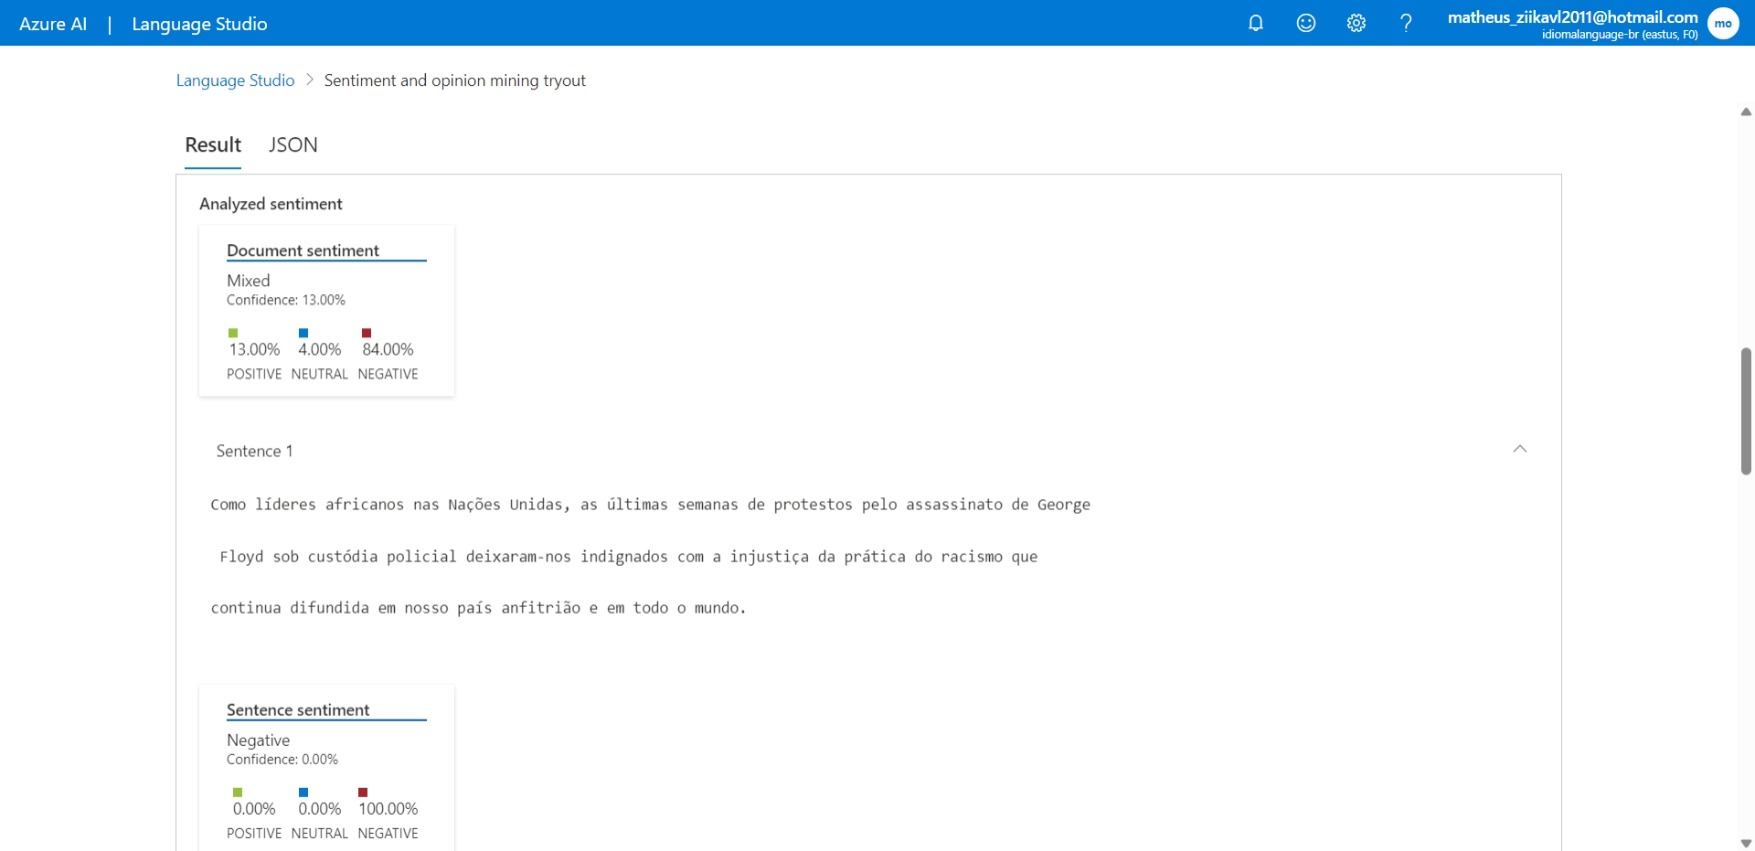 Azure AI | Language Studio
matheus_ziikavl2011@hotmail.com
idiomalanguage-br (eastus, F0)
mo
Language Studio > Sentiment and opinion mining tryout
Result JSON
Analyzed sentiment
Document sentiment
Mixed
Confidence: 13.00%
13.00% 4.00% 84.00%
POSITIVE NEUTRAL NEGATIVE
Sentence 1
Como líderes africanos nas Nações Unidas, as últimas semanas de protestos pelo assassinato de George
Floyd sob custódia policial deixaram-nos indignados com a injustiça da prática do racismo que
continua difundida em nosso país anfitrião e em todo o mundo.
Sentence sentiment
Negative
Confidence: 0.00%
0.00% 0.00% 100.00%
POSITIVE NEUTRAL NEGATIVE